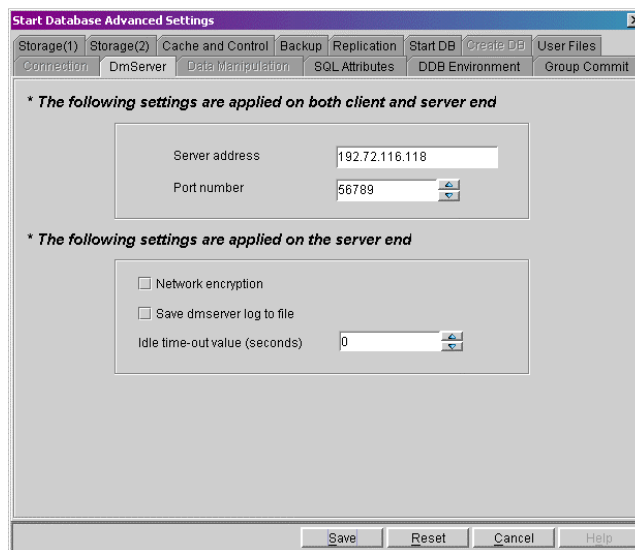 Start Database Advanced Settings
Storage(1) Storage(2) Cache and Control Backup Replication Start DB Create DB User Files
Connection DmServer Data Manipulation SQL Attributes DDB Environment Group Commit
* The following settings are applied on both client and server end
Server address 192.72.116.118
Port number 56789
* The following settings are applied on the server end
Network encryption
Save dmserver log to file
Idle time-out value (seconds) 0
Save Reset Cancel Help